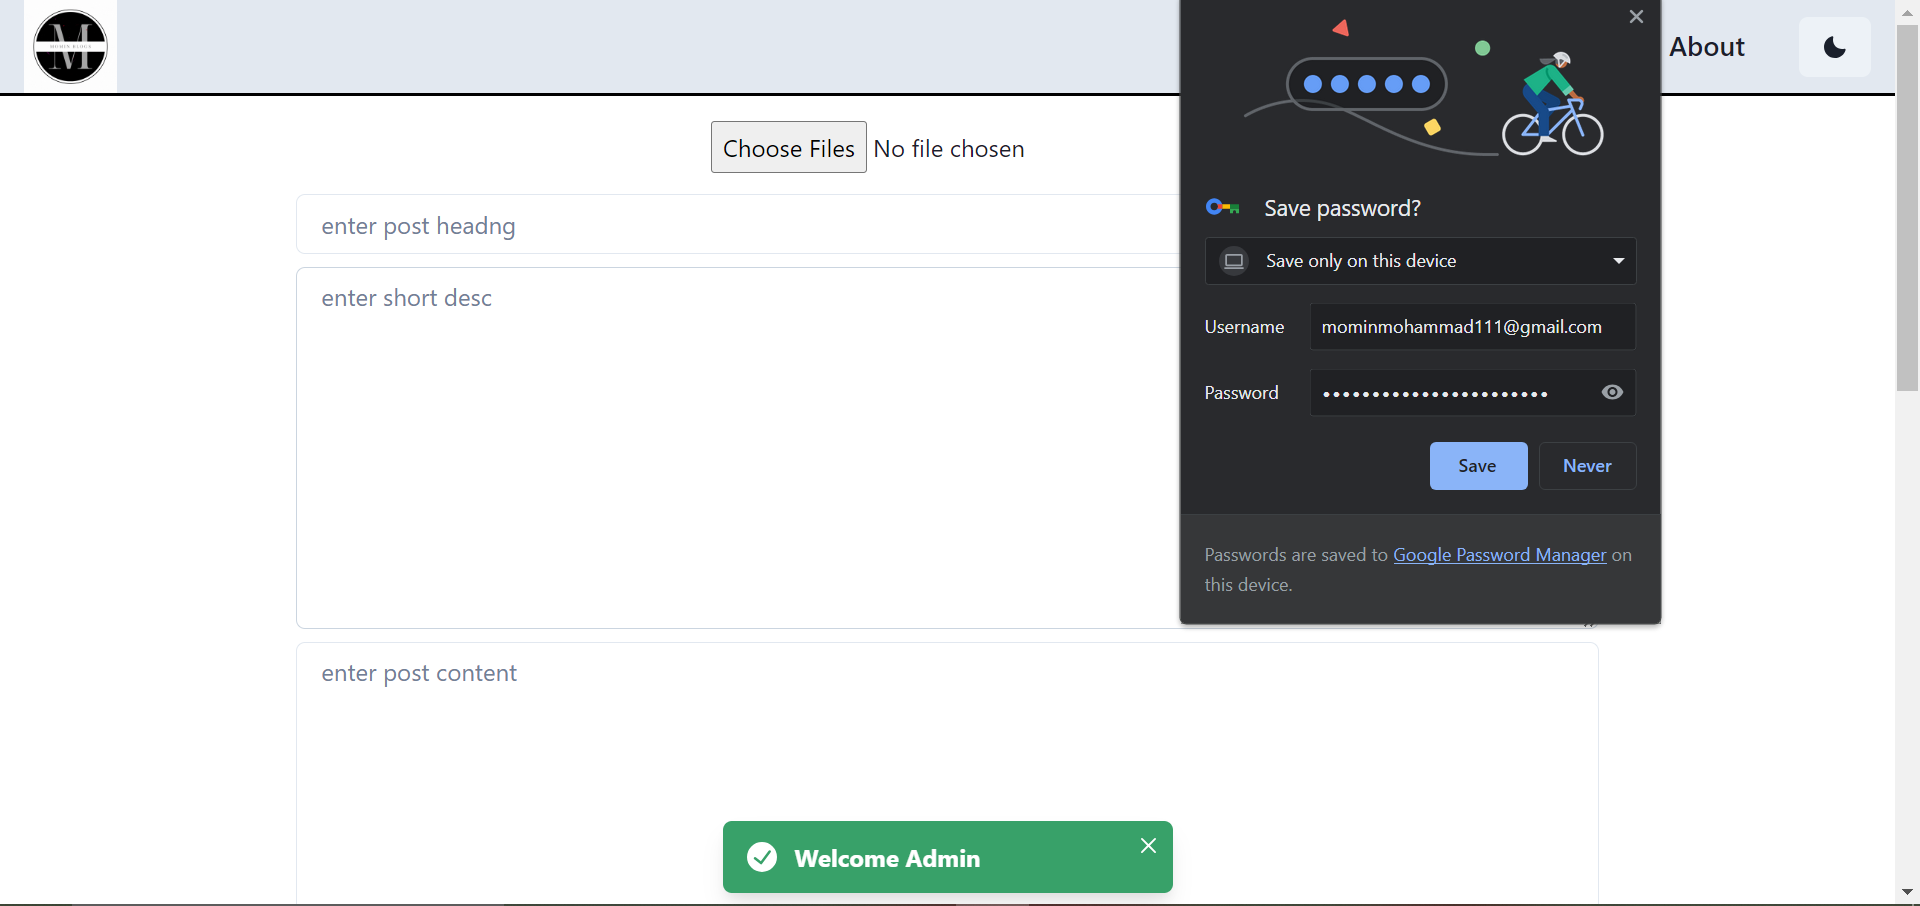 M
MOMIN BLOGS
About
Choose Files No file chosen
enter post headng
enter short desc
enter post content
Welcome Admin
Save password?
Save only on this device
Username mominmohammad111@gmail.com
Password •••••••••••••••••••••••
Save Never
Passwords are saved to Google Password Manager on
this device.